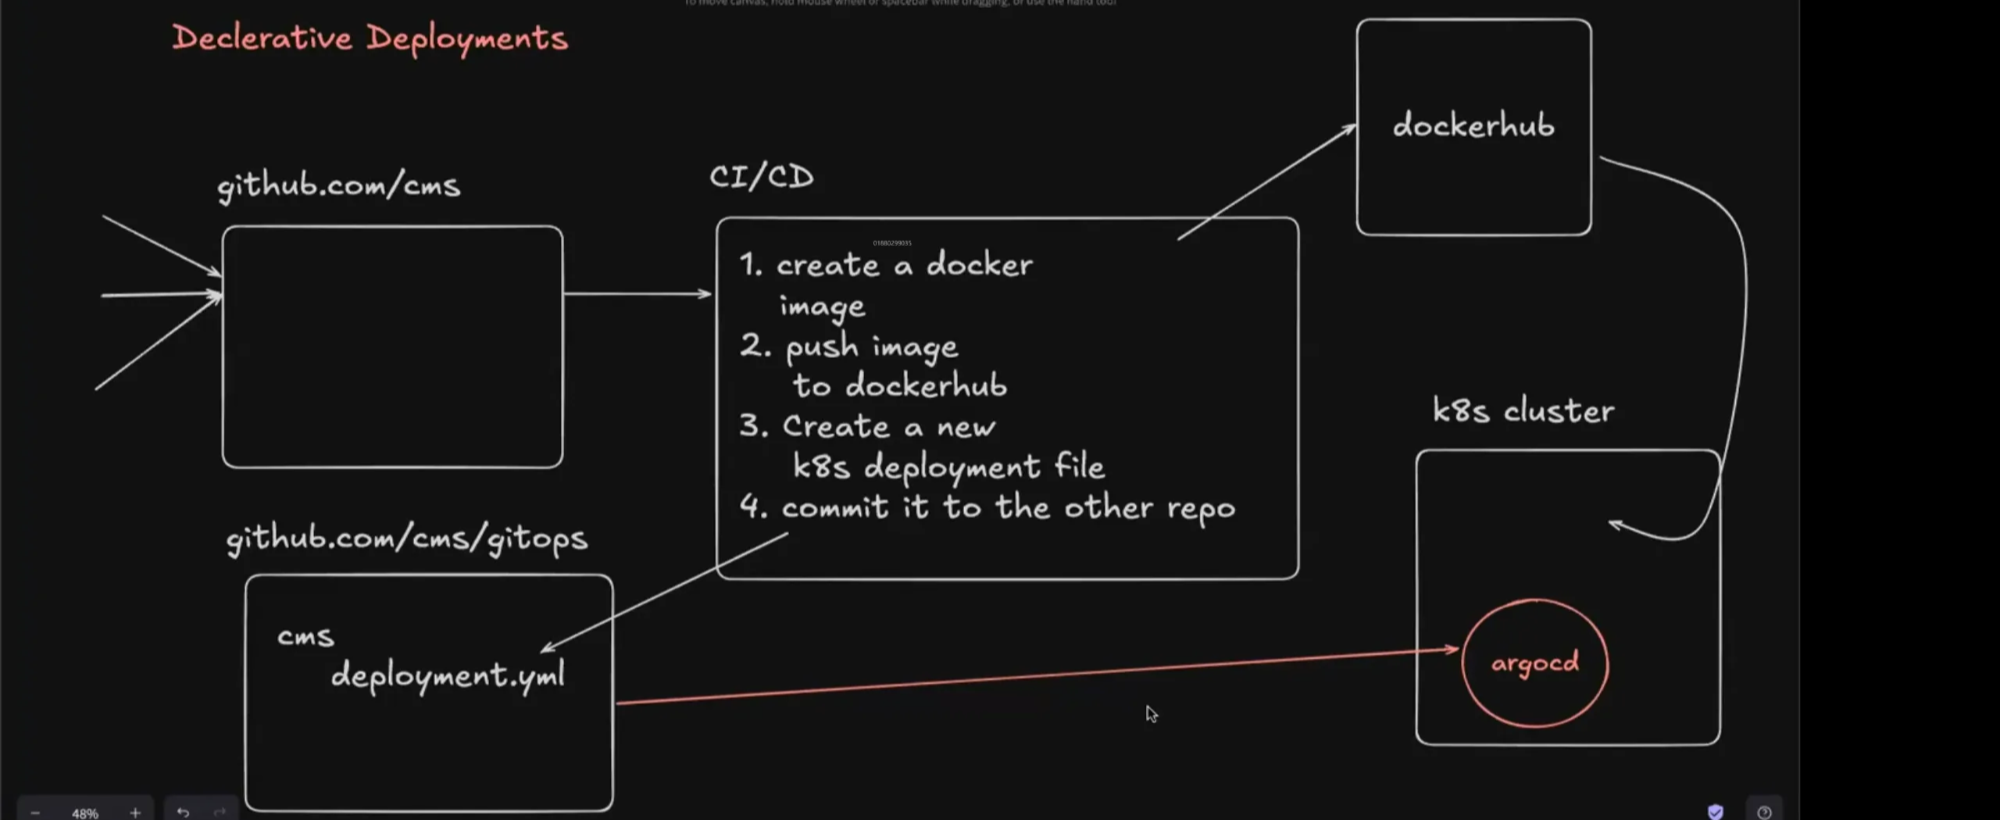 To move canvas, hold mouse wheel or spacebar while dragging, or use the hand tool
Declerative Deployments
dockerhub
CI/CD
github.com/cms
1. create a docker
image
2. push image
to dockerhub
3. Create a new
k8s deployment file
4. commit it to the other repo
k8s cluster
github.com/cms/gitops
cms
deployment.yml
argocd
48%